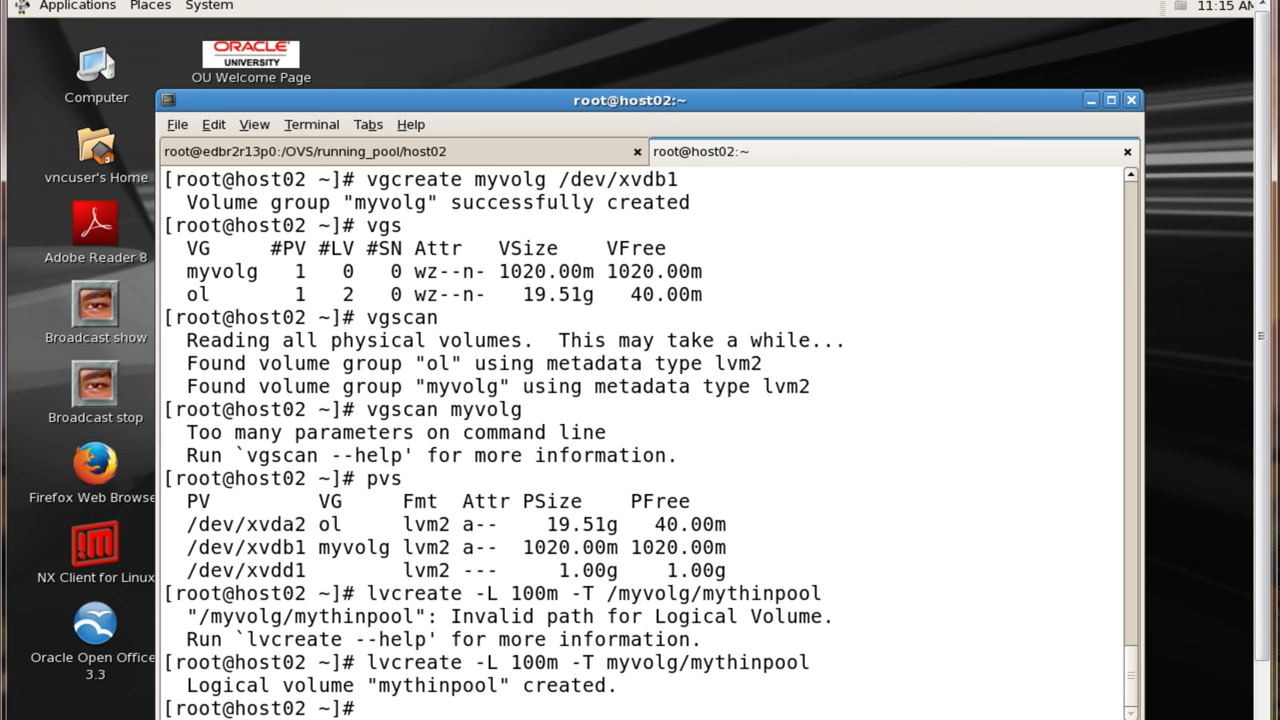 Applications Places System
11:15 AM
Computer
ORACLE
UNIVERSITY
OU Welcome Page
vncuser's Home
Adobe Reader 8
Broadcast show
Broadcast stop
Firefox Web Browse
NX Client for Linux
Oracle Open Office
3.3
root@host02:~
File Edit View Terminal Tabs Help
root@edbr2r13p0:/OVS/running_pool/host02
root@host02:~
[root@host02 ~]# vgcreate myvolg /dev/xvdb1
Volume group "myvolg" successfully created
[root@host02 ~]# vgs
VG #PV #LV #SN Attr VSize VFree
myvolg 1 0 0 wz--n- 1020.00m 1020.00m
ol 1 2 0 wz--n- 19.51g 40.00m
[root@host02 ~]# vgscan
Reading all physical volumes. This may take a while...
Found volume group "ol" using metadata type lvm2
Found volume group "myvolg" using metadata type lvm2
[root@host02 ~]# vgscan myvolg
Too many parameters on command line
Run `vgscan --help' for more information.
[root@host02 ~]# pvs
PV VG Fmt Attr PSize PFree
/dev/xvda2 ol lvm2 a-- 19.51g 40.00m
/dev/xvdb1 myvolg lvm2 a-- 1020.00m 1020.00m
/dev/xvdd1 lvm2 --- 1.00g 1.00g
[root@host02 ~]# lvcreate -L 100m -T /myvolg/mythinpool
"/myvolg/mythinpool": Invalid path for Logical Volume.
Run `lvcreate --help' for more information.
[root@host02 ~]# lvcreate -L 100m -T myvolg/mythinpool
Logical volume "mythinpool" created.
[root@host02 ~]#